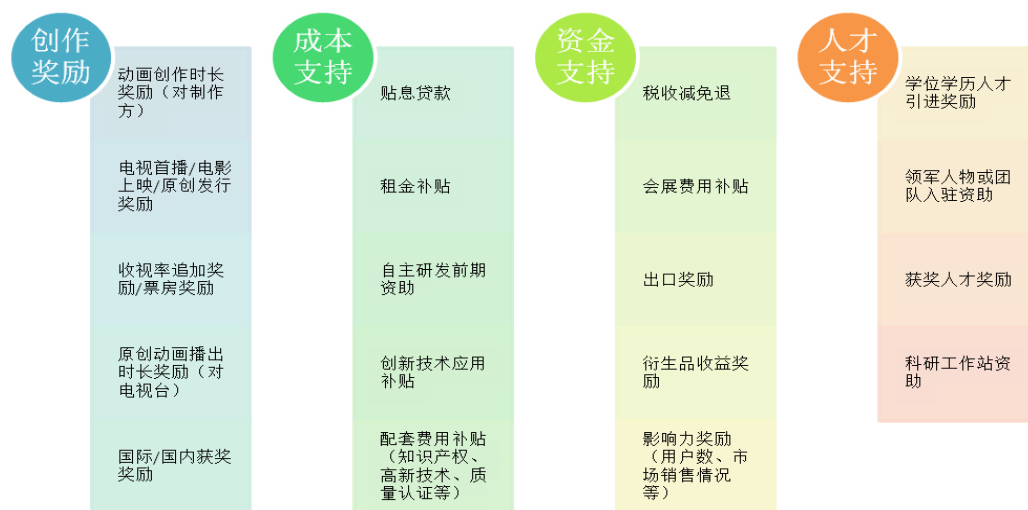 创作
奖励
动画创作时长
奖励（对制作
方）
电视首播/电影
上映/原创发行
奖励
收视率追加奖
励/票房奖励
原创动画播出
时长奖励（对
电视台）
国际/国内获奖
奖励
成本
支持
贴息贷款
租金补贴
自主研发前期
资助
创新技术应用
补贴
配套费用补贴
（知识产权、
高新技术、质
量认证等）
资金
支持
税收减免退
会展费用补贴
出口奖励
衍生品收益奖
励
影响力奖励
（用户数、市
场销售情况
等）
人才
支持
学位学历人才
引进奖励
领军人物或团
队入驻资助
获奖人才奖励
科研工作站资
助